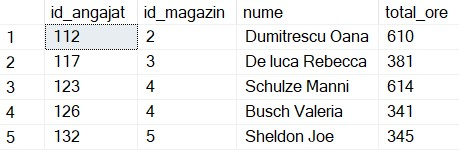 id_angajat id_magazin nume total_ore
1 112 2 Dumitrescu Oana 610
2 117 3 De luca Rebecca 381
3 123 4 Schulze Manni 614
4 126 4 Busch Valeria 341
5 132 5 Sheldon Joe 345